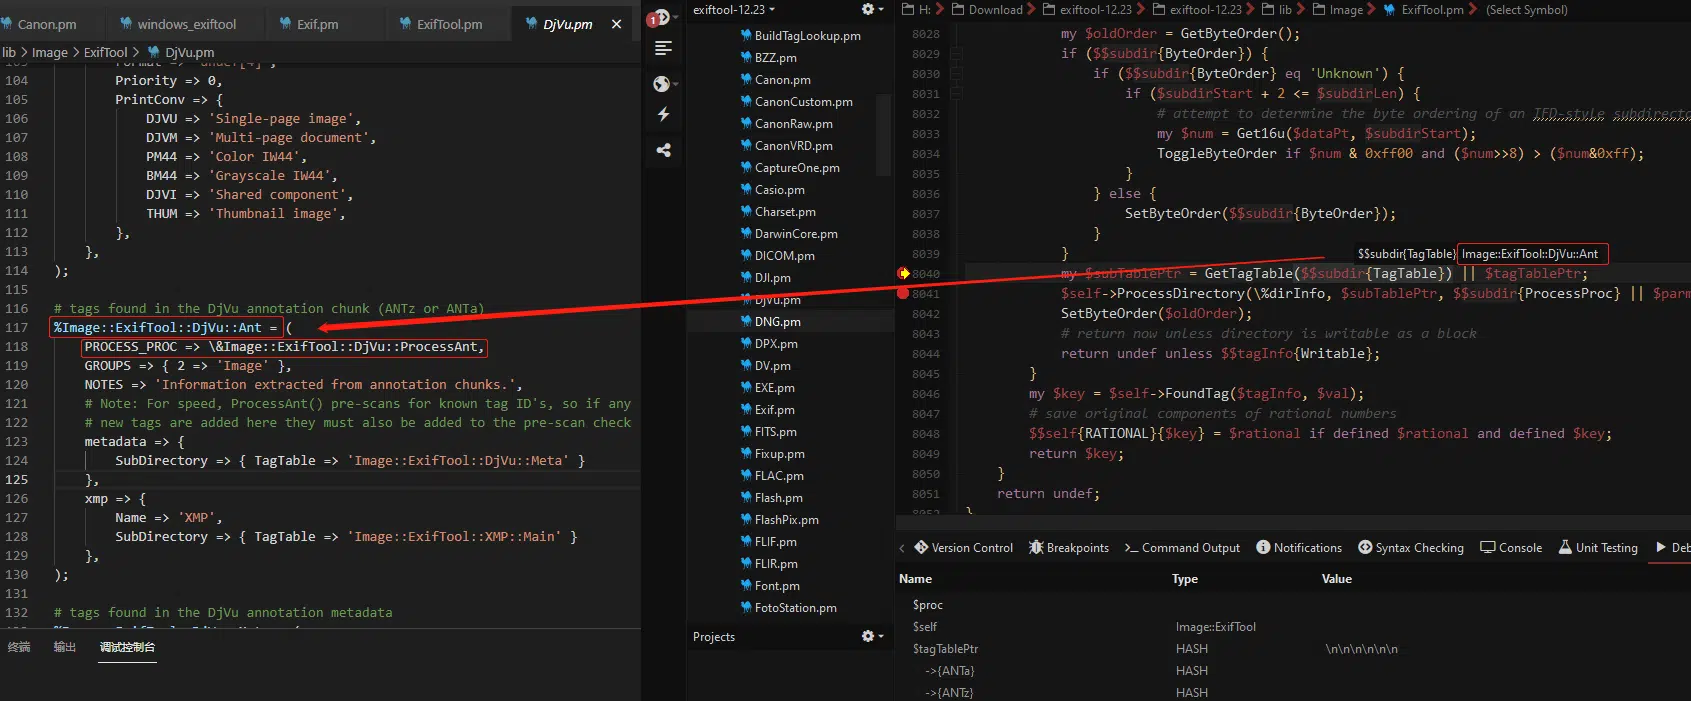 Canon.pm
windows_exiftool
Exif.pm
ExifTool.pm
DjVu.pm
lib > Image > ExifTool > DjVu.pm
104 Priority => 0,
105 PrintConv => {
106 DJVU => 'Single-page image',
107 DJVM => 'Multi-page document',
108 PM44 => 'Color IW44',
109 BM44 => 'Grayscale IW44',
110 DJVI => 'Shared component',
111 THUM => 'Thumbnail image',
112 },
113 },
114 );
115
116 # tags found in the DjVu annotation chunk (ANTz or ANTa)
117 %Image::ExifTool::DjVu::Ant = (
118 PROCESS_PROC => \&Image::ExifTool::DjVu::ProcessAnt,
119 GROUPS => { 2 => 'Image' },
120 NOTES => 'Information extracted from annotation chunks.',
121 # Note: For speed, ProcessAnt() pre-scans for known tag ID's, so if any
122 # new tags are added here they must also be added to the pre-scan check
123 metadata => {
124 SubDirectory => { TagTable => 'Image::ExifTool::DjVu::Meta' }
125 },
126 xmp => {
127 Name => 'XMP',
128 SubDirectory => { TagTable => 'Image::ExifTool::XMP::Main' }
129 },
130 );
131
132 # tags found in the DjVu annotation metadata
终端 输出 调试控制台
1
exiftool-12.23
BuildTagLookup.pm
BZZ.pm
Canon.pm
CanonCustom.pm
CanonRaw.pm
CanonVRD.pm
CaptureOne.pm
Casio.pm
Charset.pm
DarwinCore.pm
DICOM.pm
DJI.pm
DjVu.pm
DNG.pm
DPX.pm
DV.pm
EXE.pm
Exif.pm
FITS.pm
Fixup.pm
FLAC.pm
Flash.pm
FlashPix.pm
FLIF.pm
FLIR.pm
Font.pm
FotoStation.pm
Projects
H: > Download > exiftool-12.23 > exiftool-12.23 > lib > Image > ExifTool.pm > (Select Symbol)
8028 my $oldOrder = GetByteOrder();
8029 if ($$subdir{ByteOrder}) {
8030 if ($$subdir{ByteOrder} eq 'Unknown') {
8031 if ($subdirStart + 2 <= $subdirLen) {
8032 # attempt to determine the byte ordering of an IFD-style subdirecto
8033 my $num = Get16u($dataPt, $subdirStart);
8034 ToggleByteOrder if $num & 0xff00 and ($num>>8) > ($num&0xff);
8035 }
8036 } else {
8037 SetByteOrder($$subdir{ByteOrder});
8038 }
8039 }
$$subdir{TagTable} Image::ExifTool::DjVu::Ant
8040 my $subTablePtr = GetTagTable($$subdir{TagTable}) || $tagTablePtr;
8041 $self->ProcessDirectory(\%dirInfo, $subTablePtr, $$subdir{ProcessProc} || $parm
8042 SetByteOrder($oldOrder);
8043 # return now unless directory is writable as a block
8044 return undef unless $$tagInfo{Writable};
8045 }
8046 my $key = $self->FoundTag($tagInfo, $val);
8047 # save original components of rational numbers
8048 $$self{RATIONAL}{$key} = $rational if defined $rational and defined $key;
8049 return $key;
8050 }
8051 return undef;
8052 }
Version Control Breakpoints Command Output Notifications Syntax Checking Console Unit Testing Deb
Name Type Value
$proc
$self Image::ExifTool
$tagTablePtr HASH \n\n\n\n\n\n
->{ANTa} HASH
->{ANTz} HASH